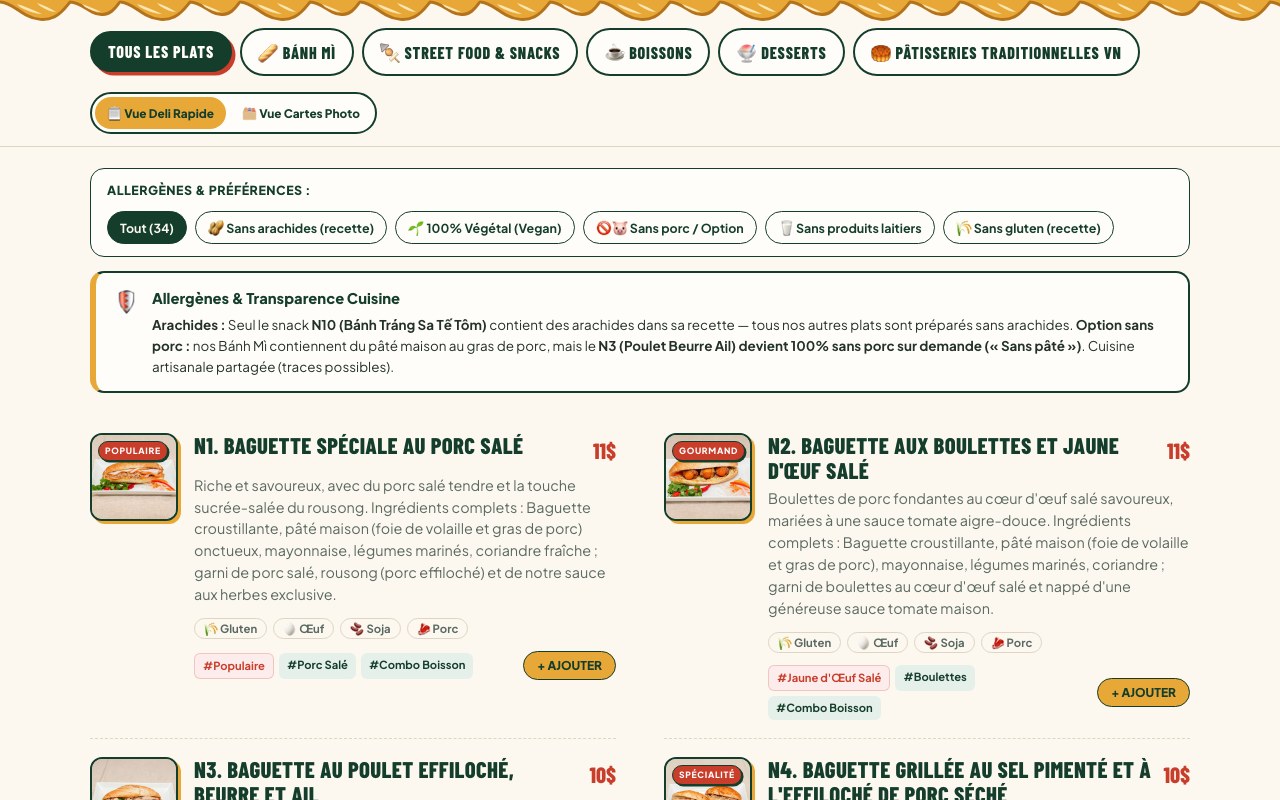 TOUS LES PLATS
BÁNH MÌ
STREET FOOD & SNACKS
BOISSONS
DESSERTS
PÂTISSERIES TRADITIONNELLES VN
Vue Deli Rapide
Vue Cartes Photo
ALLERGÈNES & PRÉFÉRENCES :
Tout (34)
Sans arachides (recette)
100% Végétal (Vegan)
Sans porc / Option
Sans produits laitiers
Sans gluten (recette)
Allergènes & Transparence Cuisine
Arachides : Seul le snack N10 (Bánh Tráng Sa Tế Tôm) contient des arachides dans sa recette — tous nos autres plats sont préparés sans arachides. Option sans
porc : nos Bánh Mì contiennent du pâté maison au gras de porc, mais le N3 (Poulet Beurre Ail) devient 100% sans porc sur demande (« Sans pâté »). Cuisine
artisanale partagée (traces possibles).
POPULAIRE
N1. BAGUETTE SPÉCIALE AU PORC SALÉ
11$
Riche et savoureux, avec du porc salé tendre et la touche
sucrée-salée du rousong. Ingrédients complets : Baguette
croustillante, pâté maison (foie de volaille et gras de porc)
onctueux, mayonnaise, légumes marinés, coriandre fraîche ;
garni de porc salé, rousong (porc effiloché) et de notre sauce
aux herbes exclusive.
Gluten
Œuf
Soja
Porc
#Populaire
#Porc Salé
#Combo Boisson
+ AJOUTER
GOURMAND
N2. BAGUETTE AUX BOULETTES ET JAUNE
D'ŒUF SALÉ
11$
Boulettes de porc fondantes au cœur d'œuf salé savoureux,
mariées à une sauce tomate aigre-douce. Ingrédients
complets : Baguette croustillante, pâté maison (foie de volaille
et gras de porc), mayonnaise, légumes marinés, coriandre ;
garni de boulettes au cœur d'œuf salé et nappé d'une
généreuse sauce tomate maison.
Gluten
Œuf
Soja
Porc
#Jaune d'Œuf Salé
#Boulettes
#Combo Boisson
+ AJOUTER
N3. BAGUETTE AU POULET EFFILOCHÉ,
BEURRE ET AIL
10$
SPÉCIALITÉ
N4. BAGUETTE GRILLÉE AU SEL PIMENTÉ ET À
L'EFFILOCHÉ DE PORC SÉCHÉ
10$